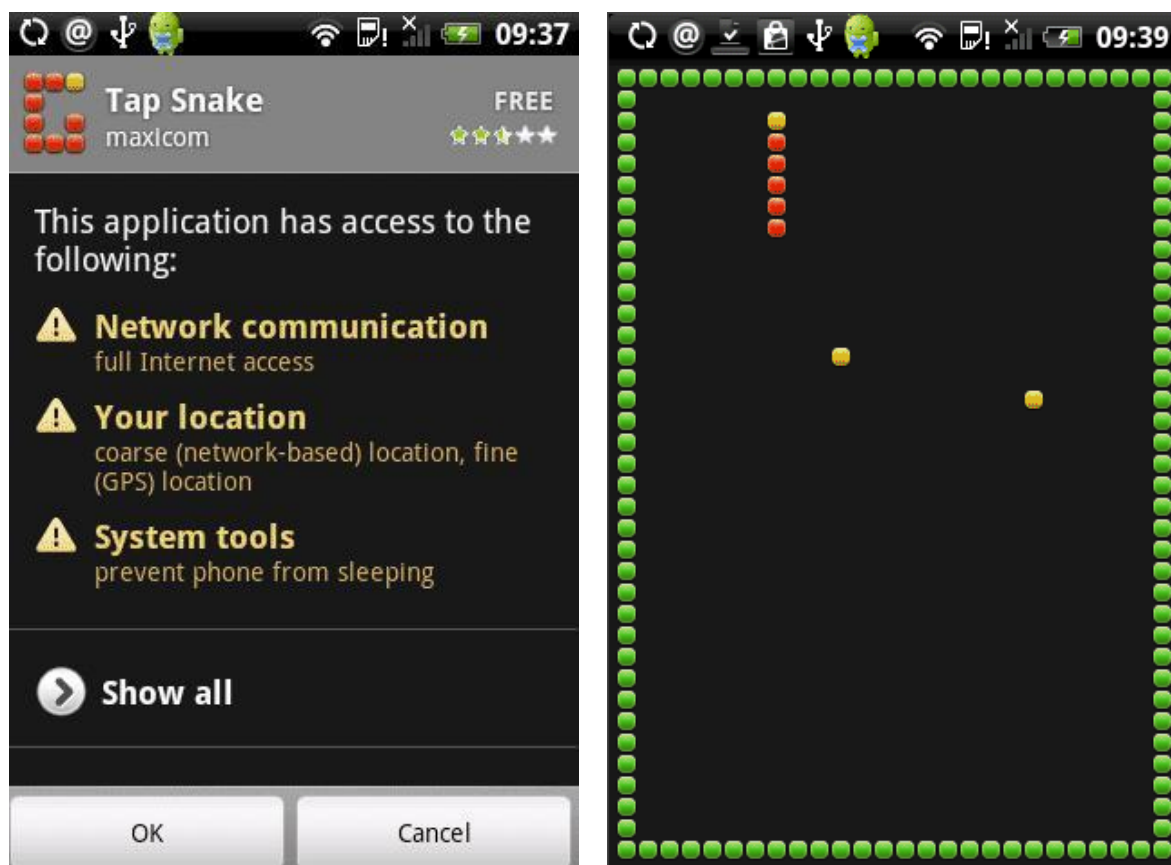 09:37
Tap Snake
FREE
maxicom
This application has access to the
following:
Network communication
full Internet access
Your location
coarse (network-based) location, fine
(GPS) location
System tools
prevent phone from sleeping
Show all
OK
Cancel
09:39